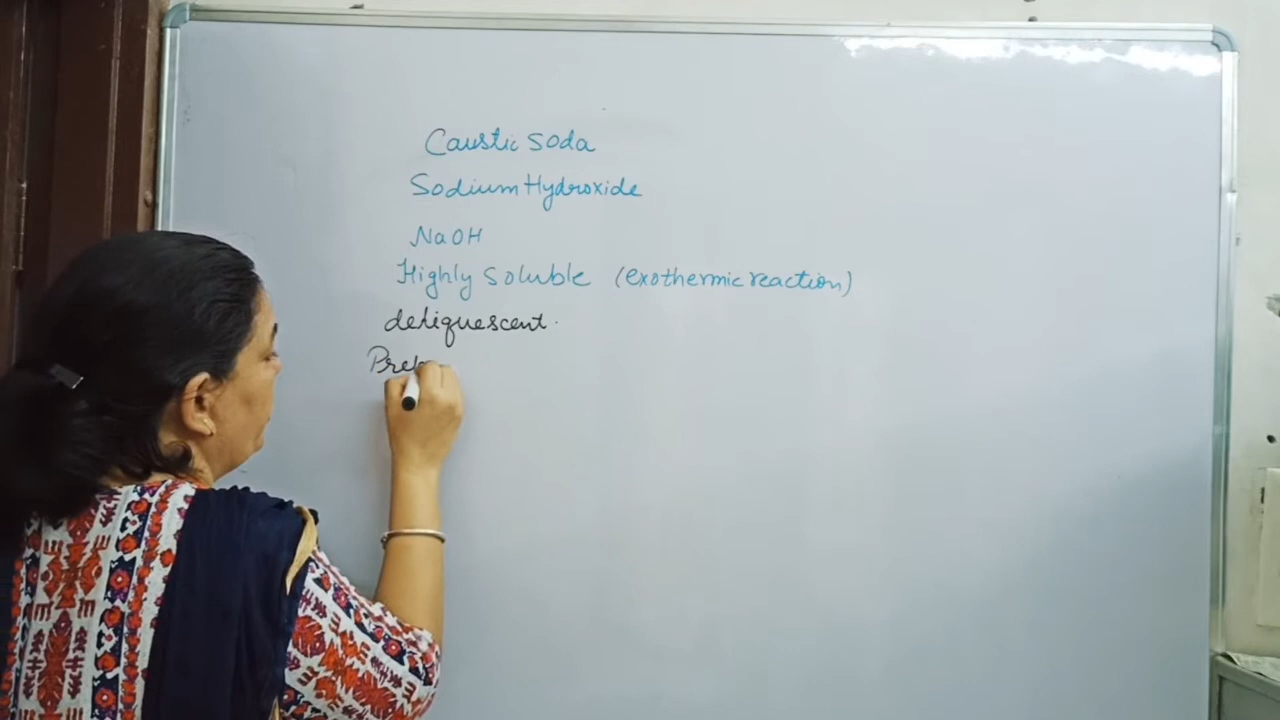 Caustic Soda
Sodium Hydroxide
NaOH
Highly Soluble (exothermic reaction)
deliquescent.